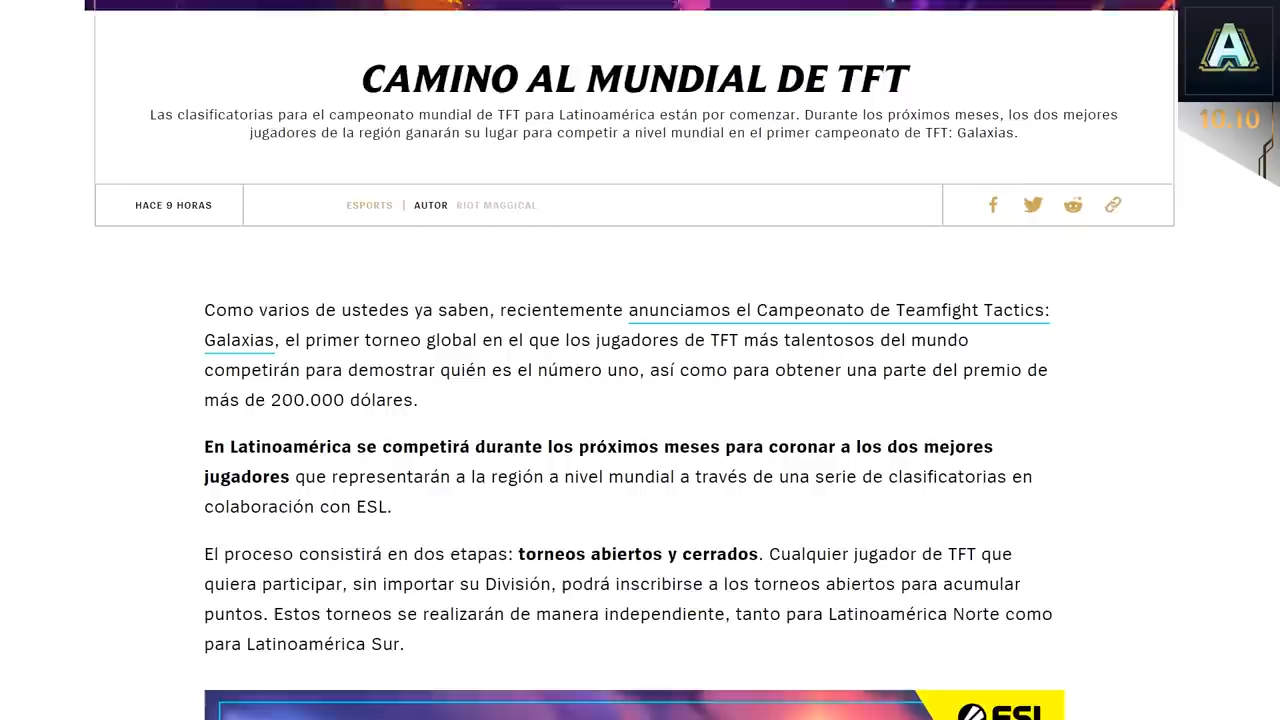 A
10.10
CAMINO AL MUNDIAL DE TFT
Las clasificatorias para el campeonato mundial de TFT para Latinoamérica están por comenzar. Durante los próximos meses, los dos mejores
jugadores de la región ganarán su lugar para competir a nivel mundial en el primer campeonato de TFT: Galaxias.
HACE 9 HORAS
ESPORTS | AUTOR RIOT MAGGICAL
Como varios de ustedes ya saben, recientemente anunciamos el Campeonato de Teamfight Tactics:
Galaxias, el primer torneo global en el que los jugadores de TFT más talentosos del mundo
competirán para demostrar quién es el número uno, así como para obtener una parte del premio de
más de 200.000 dólares.
En Latinoamérica se competirá durante los próximos meses para coronar a los dos mejores
jugadores que representarán a la región a nivel mundial a través de una serie de clasificatorias en
colaboración con ESL.
El proceso consistirá en dos etapas: torneos abiertos y cerrados. Cualquier jugador de TFT que
quiera participar, sin importar su División, podrá inscribirse a los torneos abiertos para acumular
puntos. Estos torneos se realizarán de manera independiente, tanto para Latinoamérica Norte como
para Latinoamérica Sur.
ESL